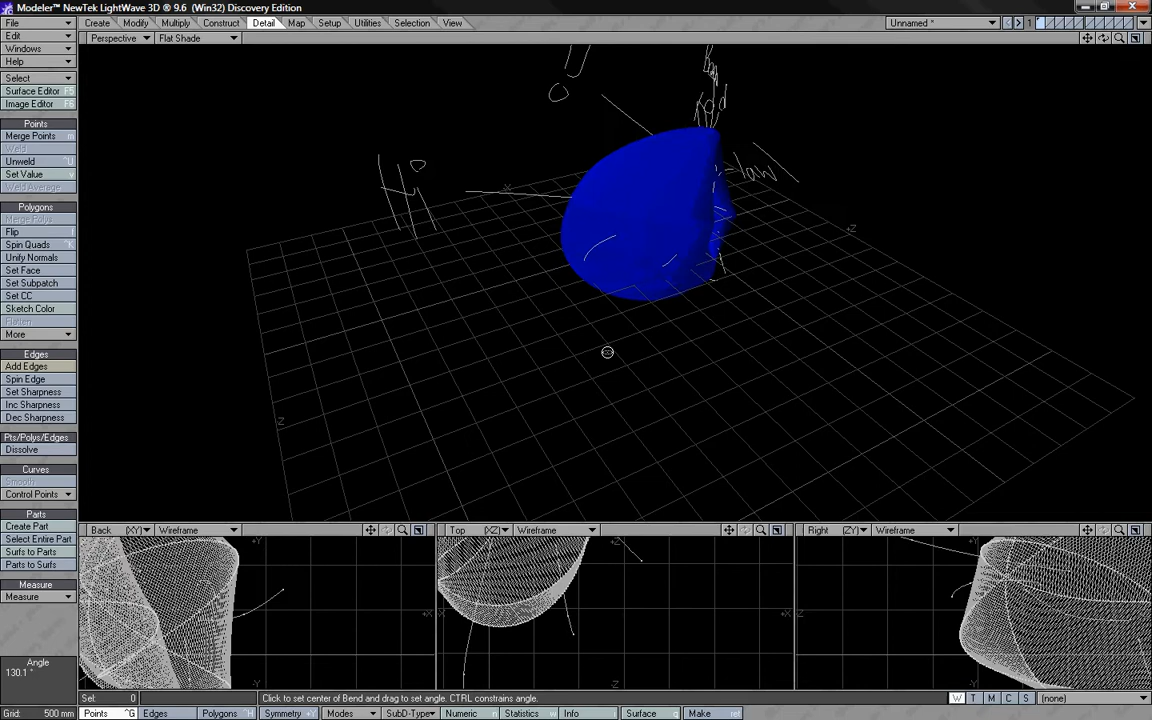 Modeler™ NewTek LightWave 3D ® 9.6 (Win32) Discovery Edition
File Create Modify Multiply Construct Detail Map Setup Utilities Selection View Unnamed * 1
Edit Perspective Flat Shade
Windows
Help
Select
Surface Editor F5
Image Editor F6
Points
Merge Points m
Weld
Unweld ^U
Set Value v
Weld Average
Polygons
Merge Polys
Flip f
Spin Quads ^K
Unify Normals
Set Face
Set Subpatch
Set CC
Sketch Color
Flatten
More
Edges
Add Edges
Spin Edge
Set Sharpness
Inc Sharpness
Dec Sharpness
Pts/Polys/Edges
Dissolve
Curves
Smooth
Control Points
Parts
Create Part
Select Entire Part
Surfs to Parts
Parts to Surfs
Measure
Measure
Angle
130.1 °
Hi
X
Z
Z
Back (XY) Wireframe Top (XZ) Wireframe Right (ZY) Wireframe
Sel: 0 Click to set center of Bend and drag to set angle. CTRL constrains angle. W T M C S (none)
Grid: 500 mm Points ^G Edges Polygons ^H Symmetry +Y Modes SubD-Type Numeric n Statistics w Info i Surface q Make ret